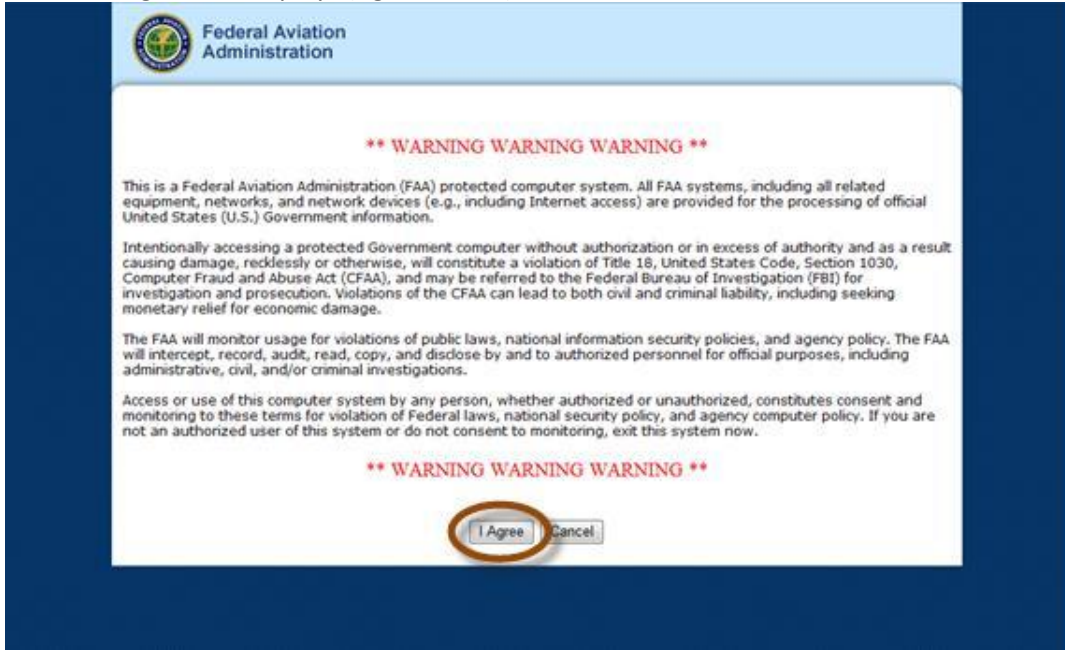 Federal Aviation
Administration
** WARNING WARNING WARNING **
This is a Federal Aviation Administration (FAA) protected computer system. All FAA systems, including all related
equipment, networks, and network devices (e.g., including Internet access) are provided for the processing of official
United States (U.S.) Government information.
Intentionally accessing a protected Government computer without authorization or in excess of authority and as a result
causing damage, recklessly or otherwise, will constitute a violation of Title 18, United States Code, Section 1030,
Computer Fraud and Abuse Act (CFAA), and may be referred to the Federal Bureau of Investigation (FBI) for
investigation and prosecution. Violations of the CFAA can lead to both civil and criminal liability, including seeking
monetary relief for economic damage.
The FAA will monitor usage for violations of public laws, national information security policies, and agency policy. The FAA
will intercept, record, audit, read, copy, and disclose by and to authorized personnel for official purposes, including
administrative, civil, and/or criminal investigations.
Access or use of this computer system by any person, whether authorized or unauthorized, constitutes consent and
monitoring to these terms for violation of Federal laws, national security policy, and agency computer policy. If you are
not an authorized user of this system or do not consent to monitoring, exit this system now.
** WARNING WARNING WARNING **
I Agree Cancel